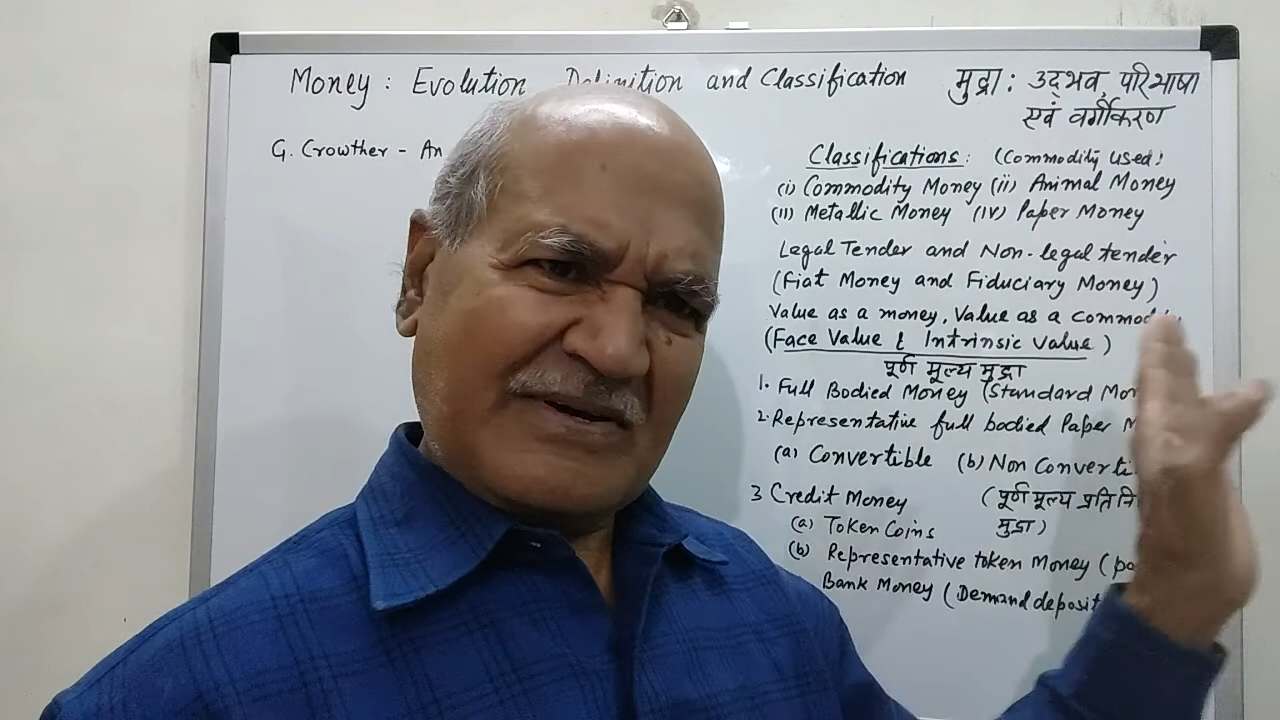 Money : Evolution Definition and Classification
मुद्रा : उद्भव, परिभाषा
एवं वर्गीकरण
G. Crowther - An
Classifications: (Commodity used)
(i) Commodity Money (ii) Animal Money
(II) Metallic Money (IV) Paper Money
Legal Tender and Non-legal tender
(Fiat Money and Fiduciary Money)
Value as a money, Value as a commodity
(Face Value & Intrinsic Value)
पूर्ण मूल्य मुद्रा
1. Full Bodied Money (Standard
2. Representative full bodied Paper
(a) Convertible (b) Non
3 Credit Money (पूर्ण मूल्य
(a) Token Coins मुद्रा)
(b) Representative token Money
Bank Money (Demand